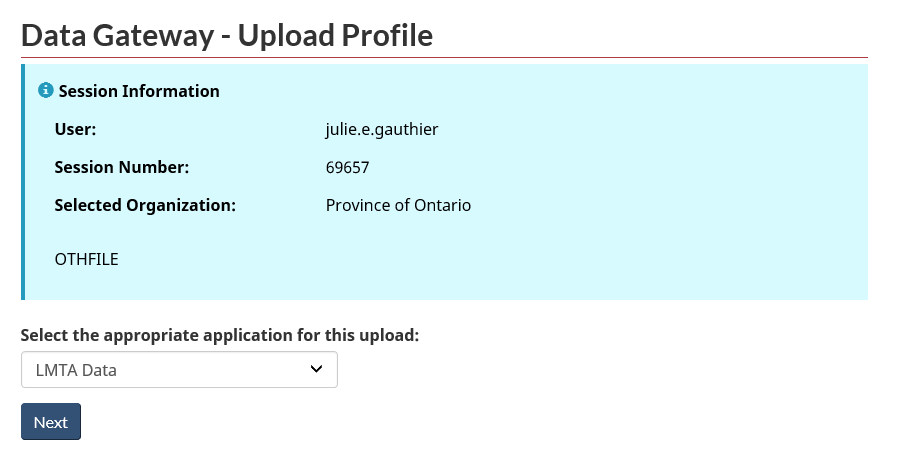 Data Gateway - Upload Profile
Session Information
User: julie.e.gauthier
Session Number: 69657
Selected Organization: Province of Ontario
OTHFILE
Select the appropriate application for this upload:
LMTA Data
Next